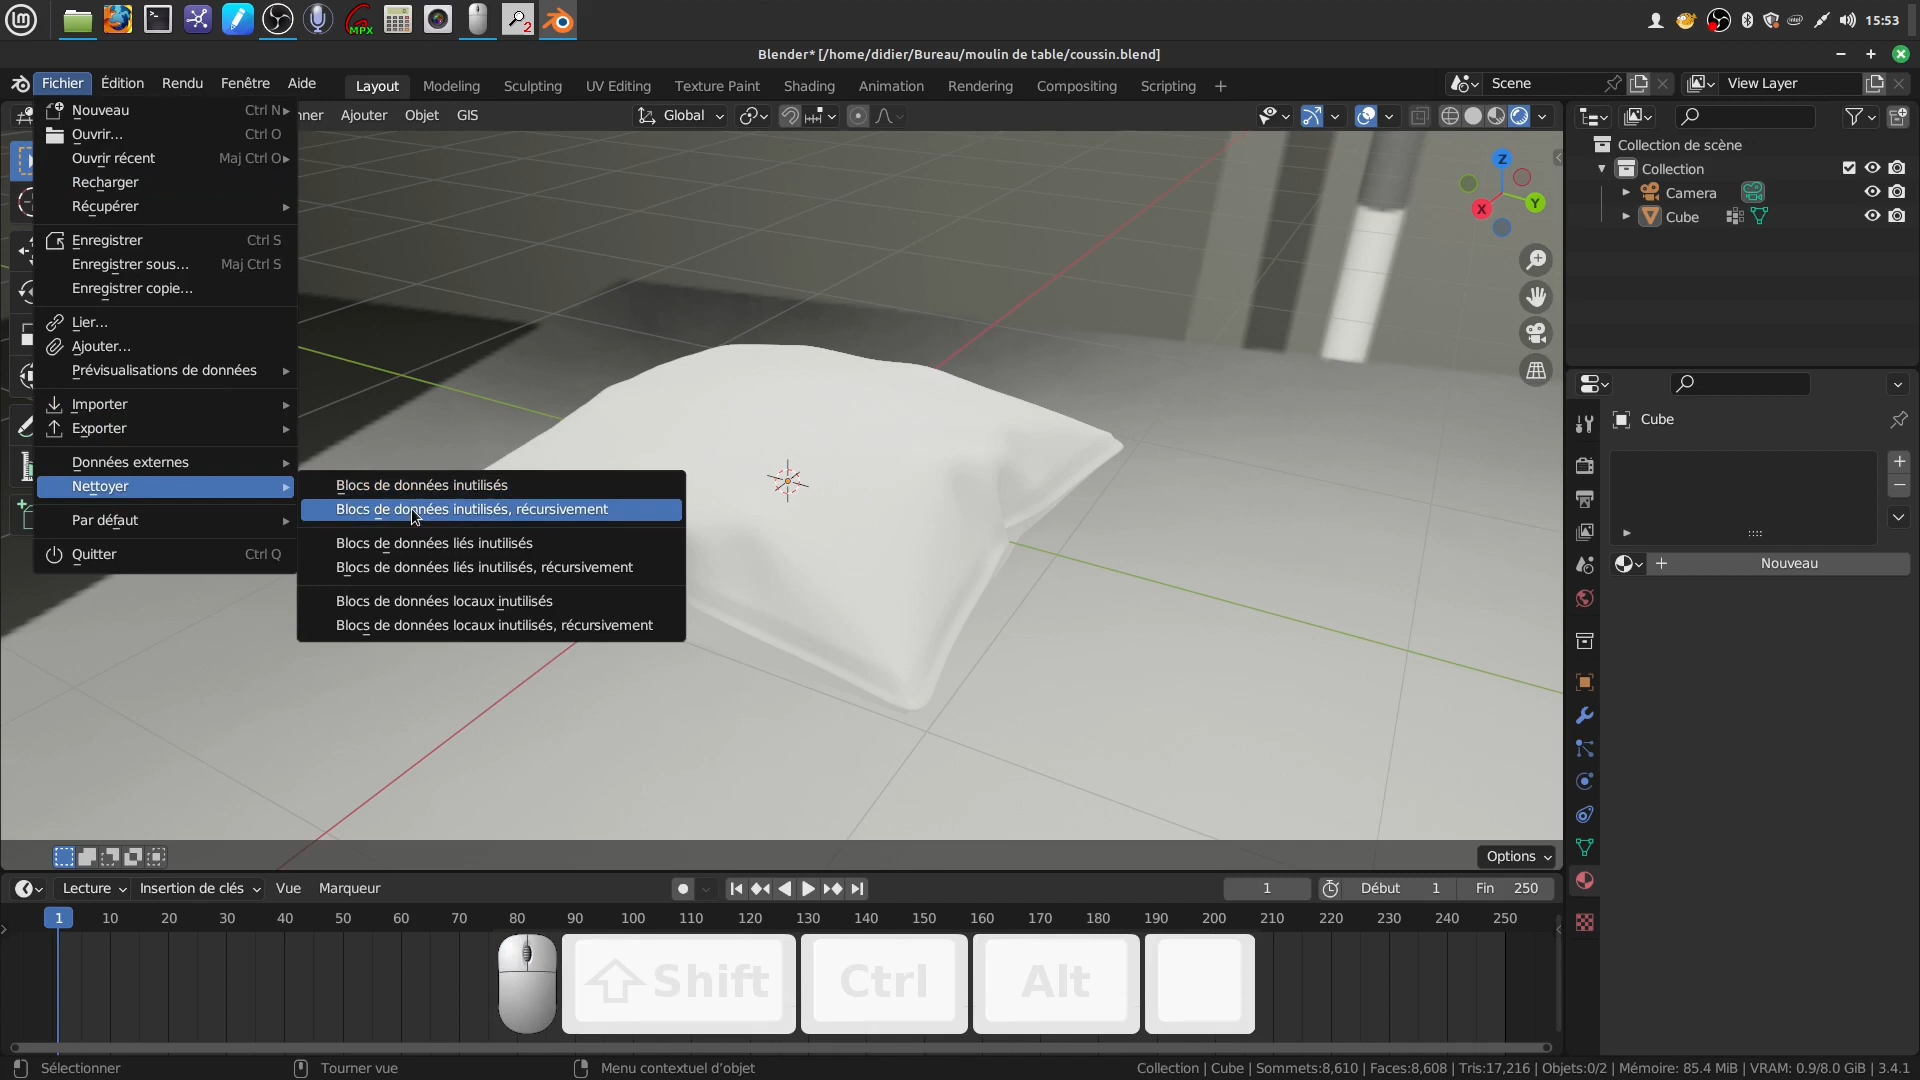 MPX
2
15:53
Blender* [/home/didier/Bureau/moulin de table/coussin.blend]
Fichier Édition Rendu Fenêtre Aide
Layout Modeling Sculpting UV Editing Texture Paint Shading Animation Rendering Compositing Scripting +
Scene
View Layer
Nouveau Ctrl N
Ouvrir... Ctrl O
Ouvrir récent Maj Ctrl O
Recharger
Récupérer
Enregistrer Ctrl S
Enregistrer sous... Maj Ctrl S
Enregistrer copie...
Lier...
Ajouter...
Prévisualisations de données
Importer
Exporter
Données externes
Nettoyer
Par défaut
Quitter Ctrl Q
Blocs de données inutilisés
Blocs de données inutilisés, récursivement
Blocs de données liés inutilisés
Blocs de données liés inutilisés, récursivement
Blocs de données locaux inutilisés
Blocs de données locaux inutilisés, récursivement
nner Ajouter Objet GIS
Global
Z
Y
X
Options
Collection de scène
Collection
Camera
Cube
Cube
Nouveau
Lecture Insertion de clés Vue Marqueur
1
Début 1
Fin 250
1 10 20 30 40 50 60 70 80 90 100 110 120 130 140 150 160 170 180 190 200 210 220 230 240 250
Shift Ctrl Alt
Sélectionner
Tourner vue
Menu contextuel d'objet
Collection | Cube | Sommets:8,610 | Faces:8,608 | Tris:17,216 | Objets:0/2 | Mémoire: 85.4 MiB | VRAM: 0.9/8.0 GiB | 3.4.1